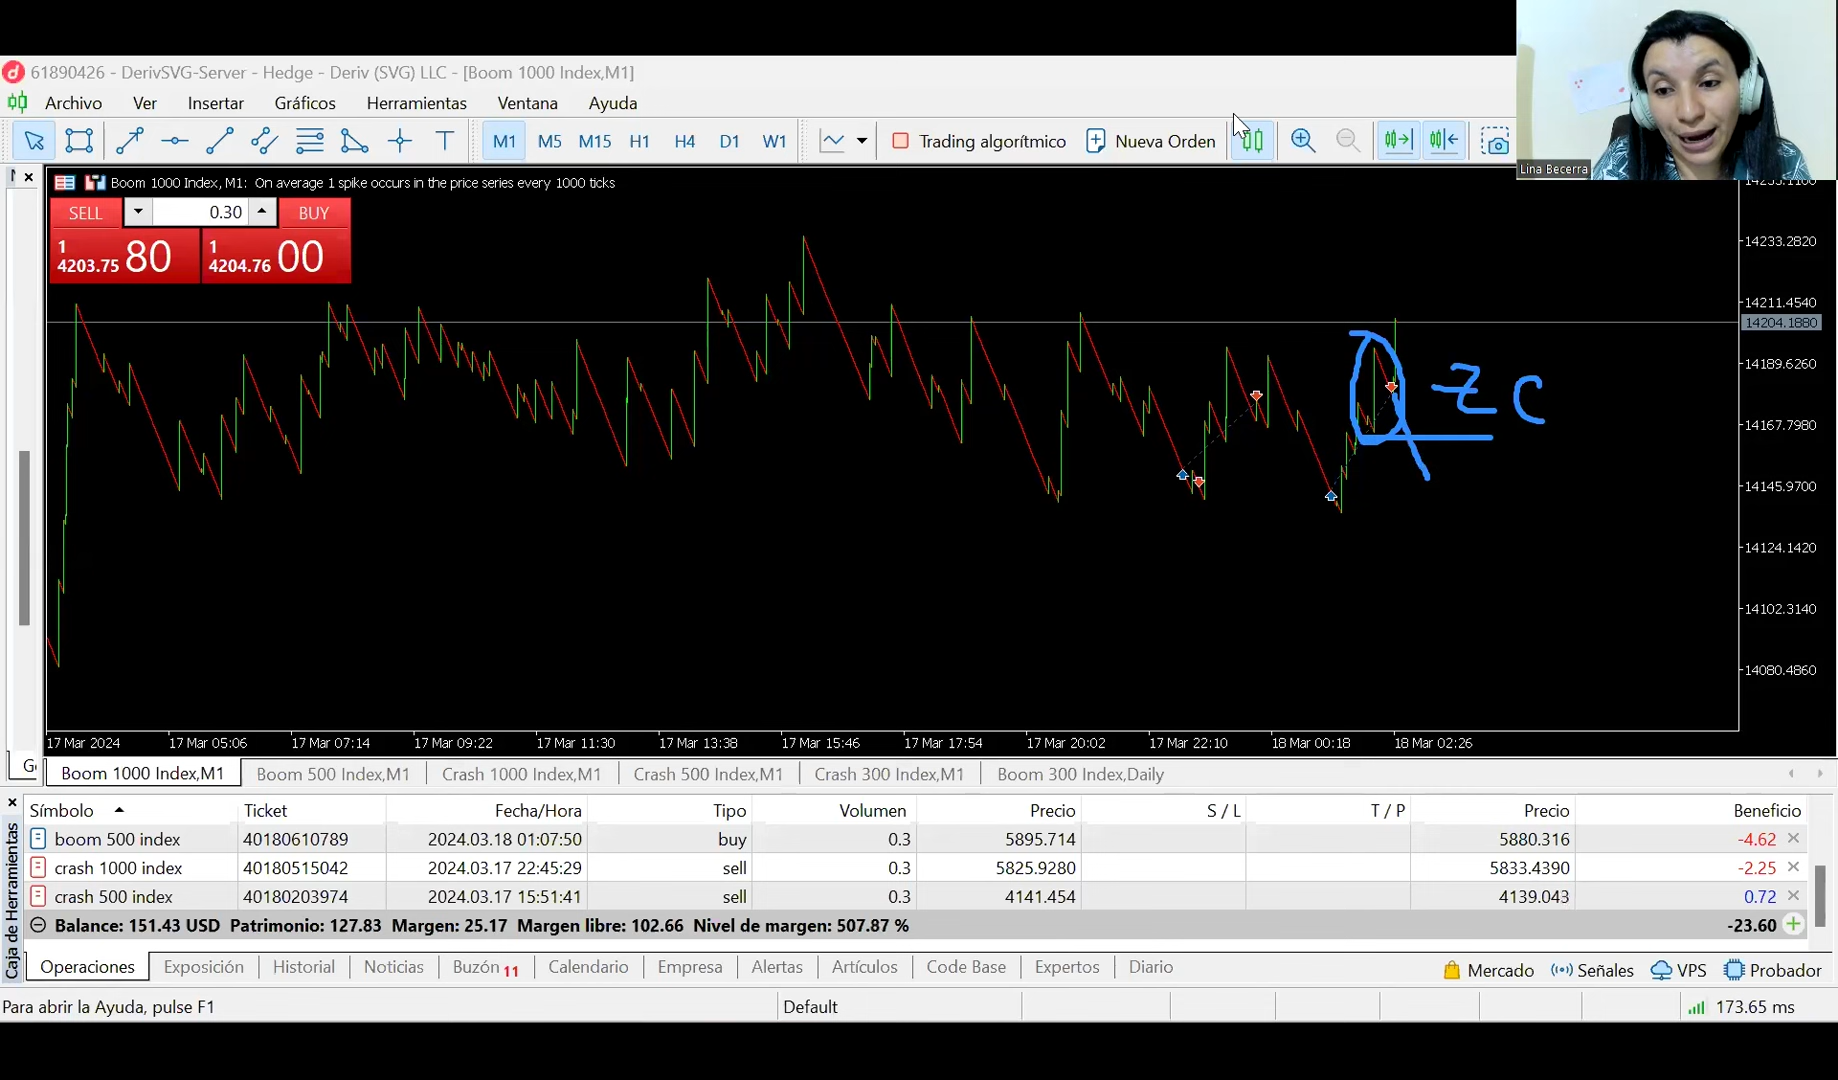 61890426 - DerivSVG-Server - Hedge - Deriv (SVG) LLC - [Boom 1000 Index,M1]
Archivo Ver Insertar Gráficos Herramientas Ventana Ayuda
T M1 M5 M15 H1 H4 D1 W1 Trading algorítmico Nueva Orden
Lina Becerra
Boom 1000 Index, M1: On average 1 spike occurs in the price series every 1000 ticks
SELL 0.30 BUY
1 4203.75 80 1 4204.76 00
14233.2820
14211.4540
14204.1880
14189.6260
14167.7980
14145.9700
14124.1420
14102.3140
14080.4860
Z C
17 Mar 2024 17 Mar 05:06 17 Mar 07:14 17 Mar 09:22 17 Mar 11:30 17 Mar 13:38 17 Mar 15:46 17 Mar 17:54 17 Mar 20:02 17 Mar 22:10 18 Mar 00:18 18 Mar 02:26
Boom 1000 Index,M1 Boom 500 Index,M1 Crash 1000 Index,M1 Crash 500 Index,M1 Crash 300 Index,M1 Boom 300 Index,Daily
Símbolo Ticket Fecha/Hora Tipo Volumen Precio S / L T / P Precio Beneficio
boom 500 index 40180610789 2024.03.18 01:07:50 buy 0.3 5895.714 5880.316 -4.62
crash 1000 index 40180515042 2024.03.17 22:45:29 sell 0.3 5825.9280 5833.4390 -2.25
crash 500 index 40180203974 2024.03.17 15:51:41 sell 0.3 4141.454 4139.043 0.72
Balance: 151.43 USD Patrimonio: 127.83 Margen: 25.17 Margen libre: 102.66 Nivel de margen: 507.87 % -23.60
Caja de Herramientas
Operaciones Exposición Historial Noticias Buzón 11 Calendario Empresa Alertas Artículos Code Base Expertos Diario Mercado Señales VPS Probador
Para abrir la Ayuda, pulse F1 Default 173.65 ms